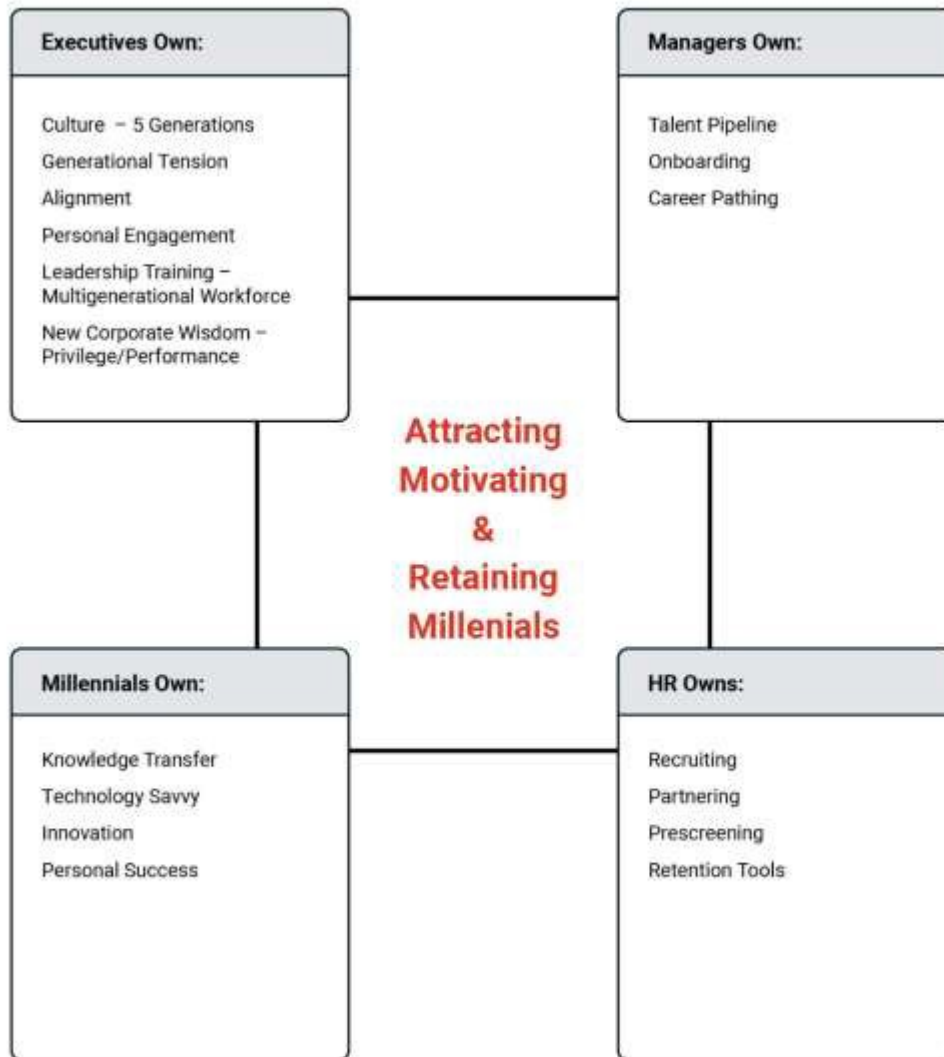 Executives Own:
Culture – 5 Generations
Generational Tension
Alignment
Personal Engagement
Leadership Training –
Multigenerational Workforce
New Corporate Wisdom –
Privilege/Performance
Managers Own:
Talent Pipeline
Onboarding
Career Pathing
Attracting
Motivating
&
Retaining
Millenials
Millennials Own:
Knowledge Transfer
Technology Savvy
Innovation
Personal Success
HR Owns:
Recruiting
Partnering
Prescreening
Retention Tools